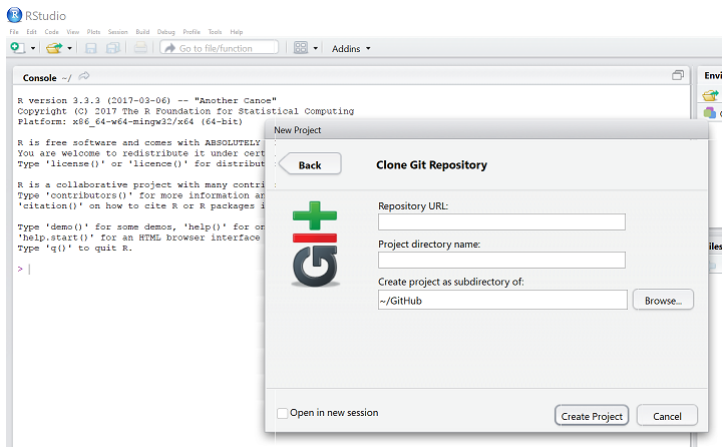 RStudio
File Edit Code View Plots Session Build Debug Profile Tools Help
Go to file/function
Addins
Console ~/
Envi
R version 3.3.3 (2017-03-06) -- "Another Canoe"
Copyright (C) 2017 The R Foundation for Statistical Computing
Platform: x86_64-w64-mingw32/x64 (64-bit)
R is free software and comes with ABSOLUTELY
You are welcome to redistribute it under cert
Type 'license()' or 'licence()' for distribut
R is a collaborative project with many contri
Type 'contributors()' for more information an
'citation()' on how to cite R or R packages i
Type 'demo()' for some demos, 'help()' for on
'help.start()' for an HTML browser interface
Type 'q()' to quit R.
>
New Project
Back
Clone Git Repository
git
Repository URL:
Project directory name:
Create project as subdirectory of:
~/GitHub
Browse...
iles
Open in new session
Create Project
Cancel